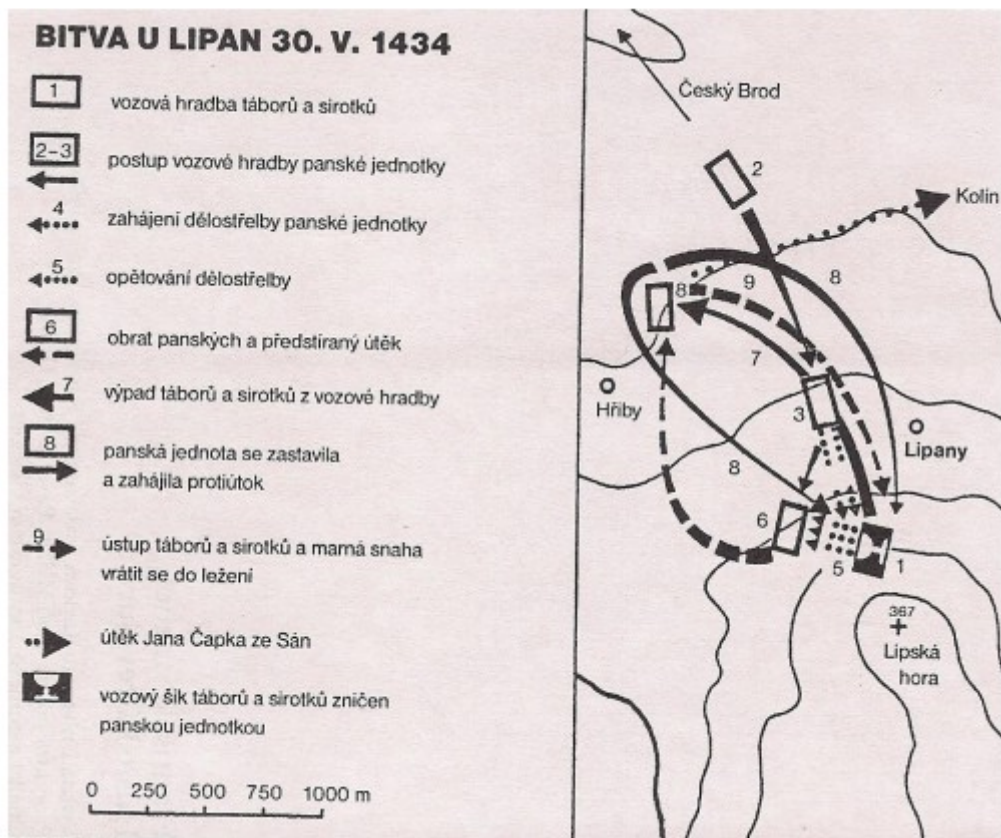 BITVA U LIPAN 30. V. 1434
1
vozová hradba táborů a sirotků
2–3
postup vozové hradby panské jednotky
4
zahájení dělostřelby panské jednotky
5
opětování dělostřelby
6
obrat panských a předstíraný útěk
7
výpad táborů a sirotků z vozové hradby
8
panská jednota se zastavila
a zahájila protiútok
9
ústup táborů a sirotků a marná snaha
vrátit se do ležení
útěk Jana Čapka ze Sán
vozový šik táborů a sirotků zničen
panskou jednotkou
0 250 500 750 1000 m
Český Brod
2
Kolin
8
9
8
7
Hřiby
3
Lipany
8
6
5
1
367
Lipská
hora